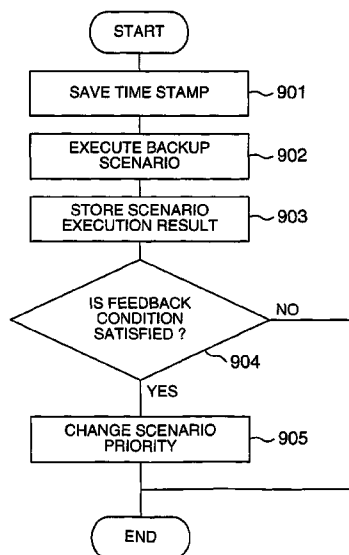 START
SAVE TIME STAMP
901
EXECUTE BACKUP
SCENARIO
902
STORE SCENARIO
EXECUTION RESULT
903
IS FEEDBACK
CONDITION
SATISFIED ?
NO
904
YES
CHANGE SCENARIO
PRIORITY
905
END